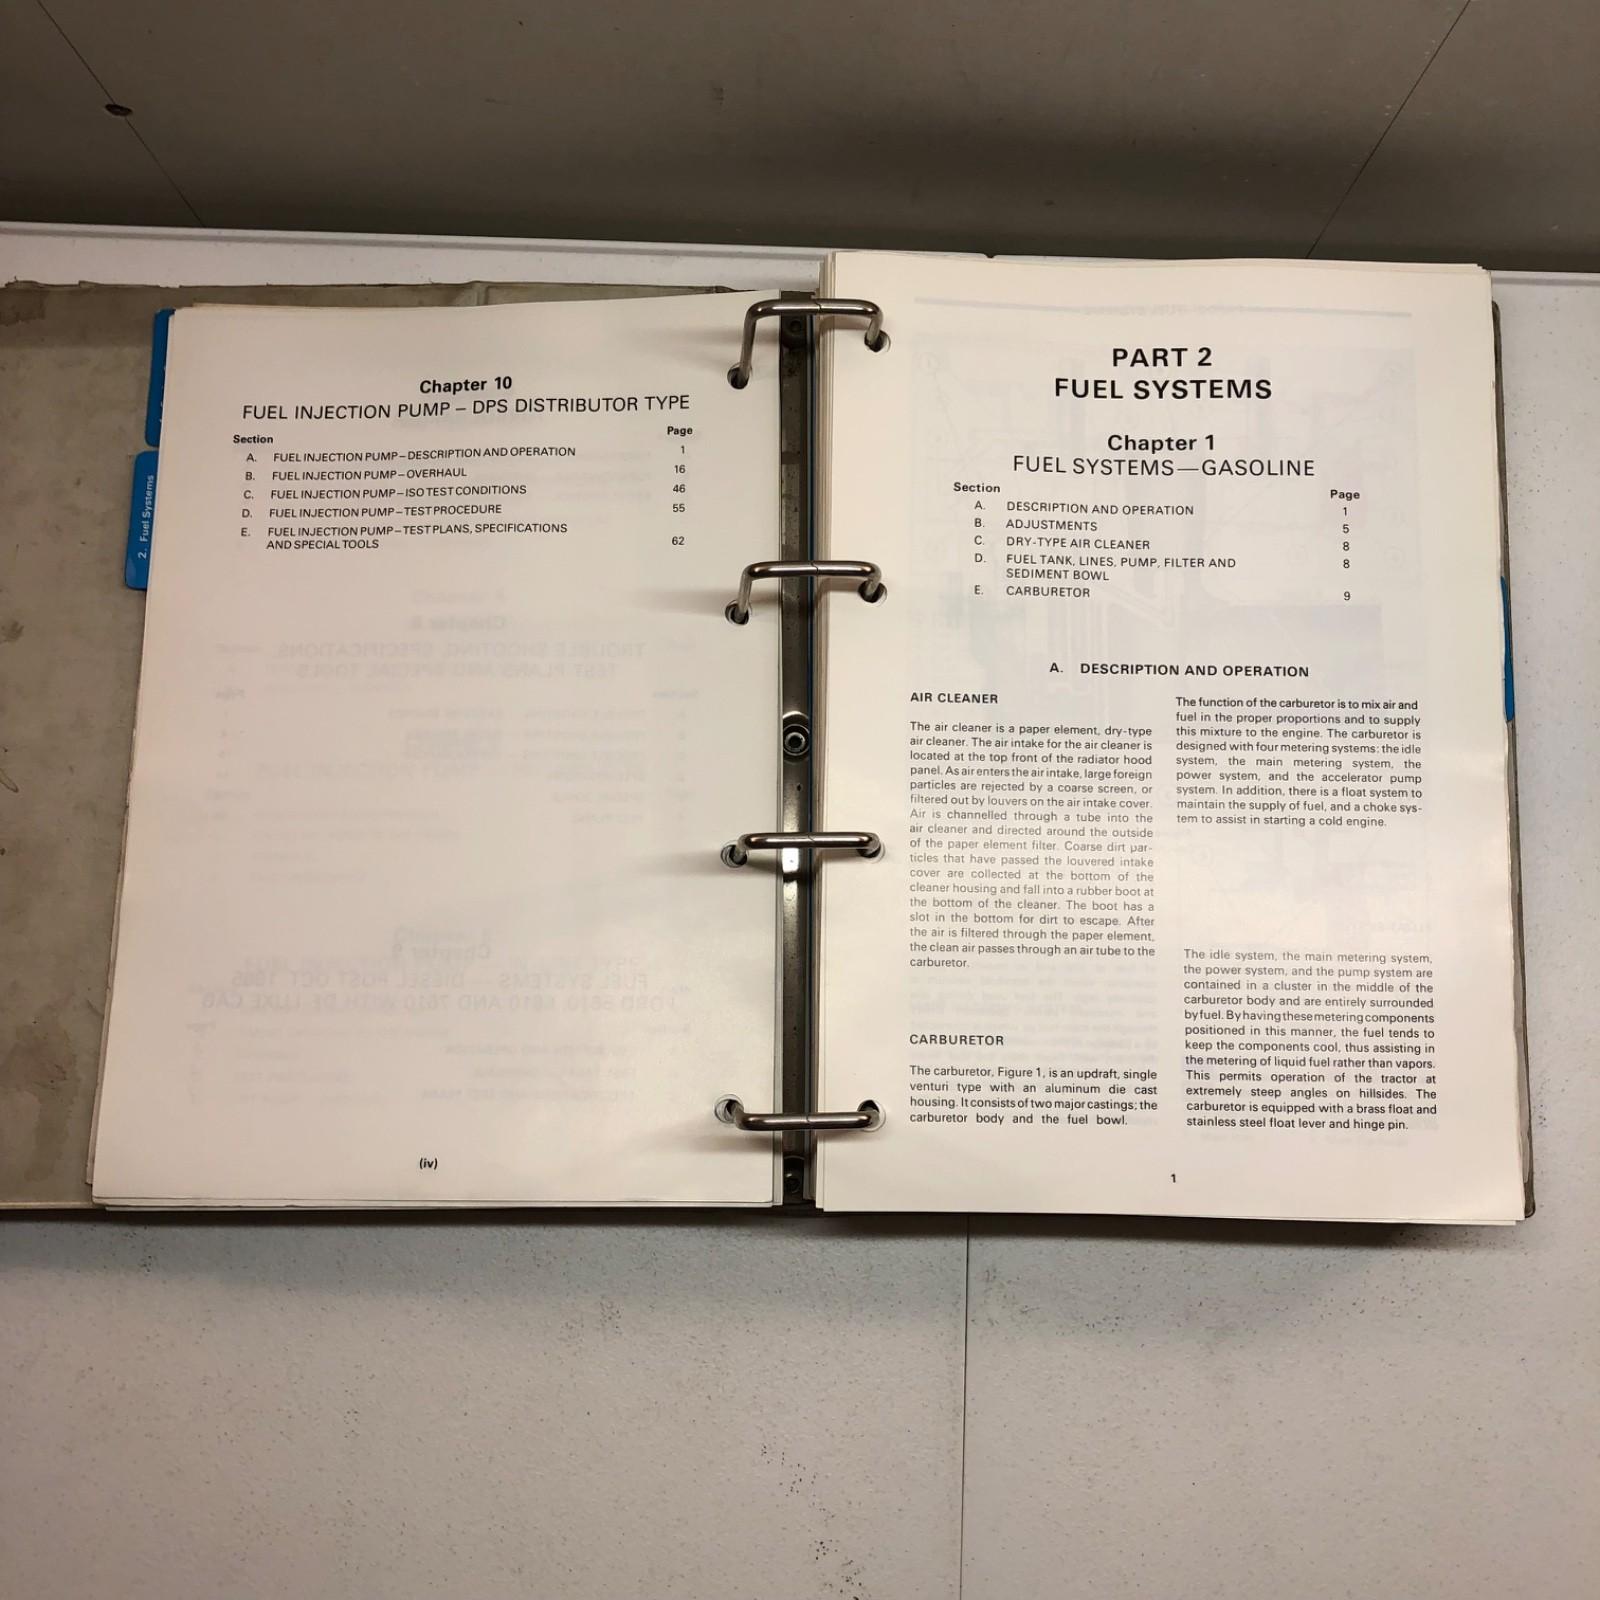 2. Fuel Systems
Chapter 10
FUEL INJECTION PUMP – DPS DISTRIBUTOR TYPE
Section Page
A. FUEL INJECTION PUMP – DESCRIPTION AND OPERATION 1
B. FUEL INJECTION PUMP – OVERHAUL 16
C. FUEL INJECTION PUMP – ISO TEST CONDITIONS 46
D. FUEL INJECTION PUMP – TEST PROCEDURE 55
E. FUEL INJECTION PUMP – TEST PLANS, SPECIFICATIONS
AND SPECIAL TOOLS 62
(iv)
PART 2
FUEL SYSTEMS
Chapter 1
FUEL SYSTEMS—GASOLINE
Section Page
A. DESCRIPTION AND OPERATION 1
B. ADJUSTMENTS 5
C. DRY-TYPE AIR CLEANER 8
D. FUEL TANK, LINES, PUMP, FILTER AND 8
SEDIMENT BOWL
E. CARBURETOR 9
A. DESCRIPTION AND OPERATION
AIR CLEANER
The air cleaner is a paper element, dry-type
air cleaner. The air intake for the air cleaner is
located at the top front of the radiator hood
panel. As air enters the air intake, large foreign
particles are rejected by a coarse screen, or
filtered out by louvers on the air intake cover.
Air is channelled through a tube into the
air cleaner and directed around the outside
of the paper element filter. Coarse dirt par-
ticles that have passed the louvered intake
cover are collected at the bottom of the
cleaner housing and fall into a rubber boot at
the bottom of the cleaner. The boot has a
slot in the bottom for dirt to escape. After
the air is filtered through the paper element,
the clean air passes through an air tube to the
carburetor.
CARBURETOR
The carburetor, Figure 1, is an updraft, single
venturi type with an aluminum die cast
housing. It consists of two major castings; the
carburetor body and the fuel bowl.
The function of the carburetor is to mix air and
fuel in the proper proportions and to supply
this mixture to the engine. The carburetor is
designed with four metering systems: the idle
system, the main metering system, the
power system, and the accelerator pump
system. In addition, there is a float system to
maintain the supply of fuel, and a choke sys-
tem to assist in starting a cold engine.
The idle system, the main metering system,
the power system, and the pump system are
contained in a cluster in the middle of the
carburetor body and are entirely surrounded
by fuel. By having these metering components
positioned in this manner, the fuel tends to
keep the components cool, thus assisting in
the metering of liquid fuel rather than vapors.
This permits operation of the tractor at
extremely steep angles on hillsides. The
carburetor is equipped with a brass float and
stainless steel float lever and hinge pin.
1